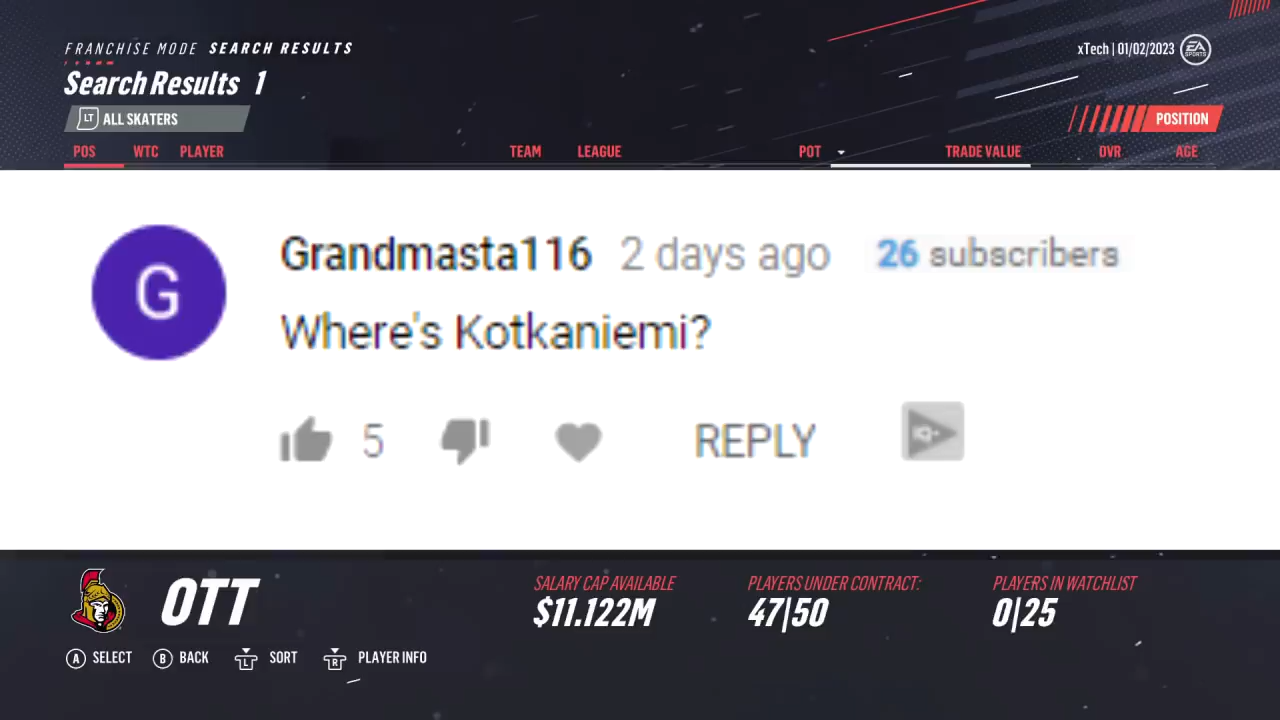 FRANCHISE MODE SEARCH RESULTS
xTech | 01/02/2023
EA SPORTS
Search Results 1
LT ALL SKATERS
POSITION
POS WTC PLAYER TEAM LEAGUE POT TRADE VALUE OVR AGE
G
Grandmasta116 2 days ago 26 subscribers
Where's Kotkaniemi?
5 REPLY
OTT
SALARY CAP AVAILABLE PLAYERS UNDER CONTRACT: PLAYERS IN WATCHLIST
$11.122M 47|50 0|25
A SELECT B BACK L SORT R PLAYER INFO